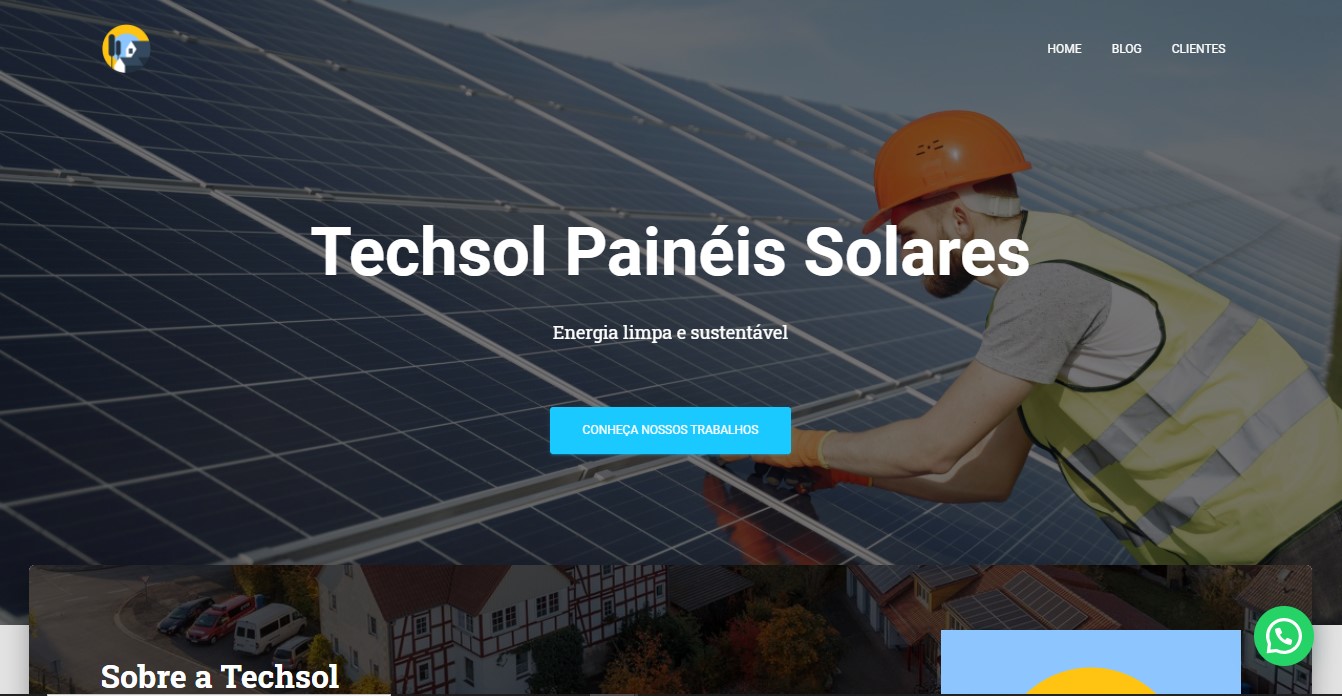 HOME BLOG CLIENTES
Techsol Painéis Solares
Energia limpa e sustentável
CONHEÇA NOSSOS TRABALHOS
Sobre a Techsol